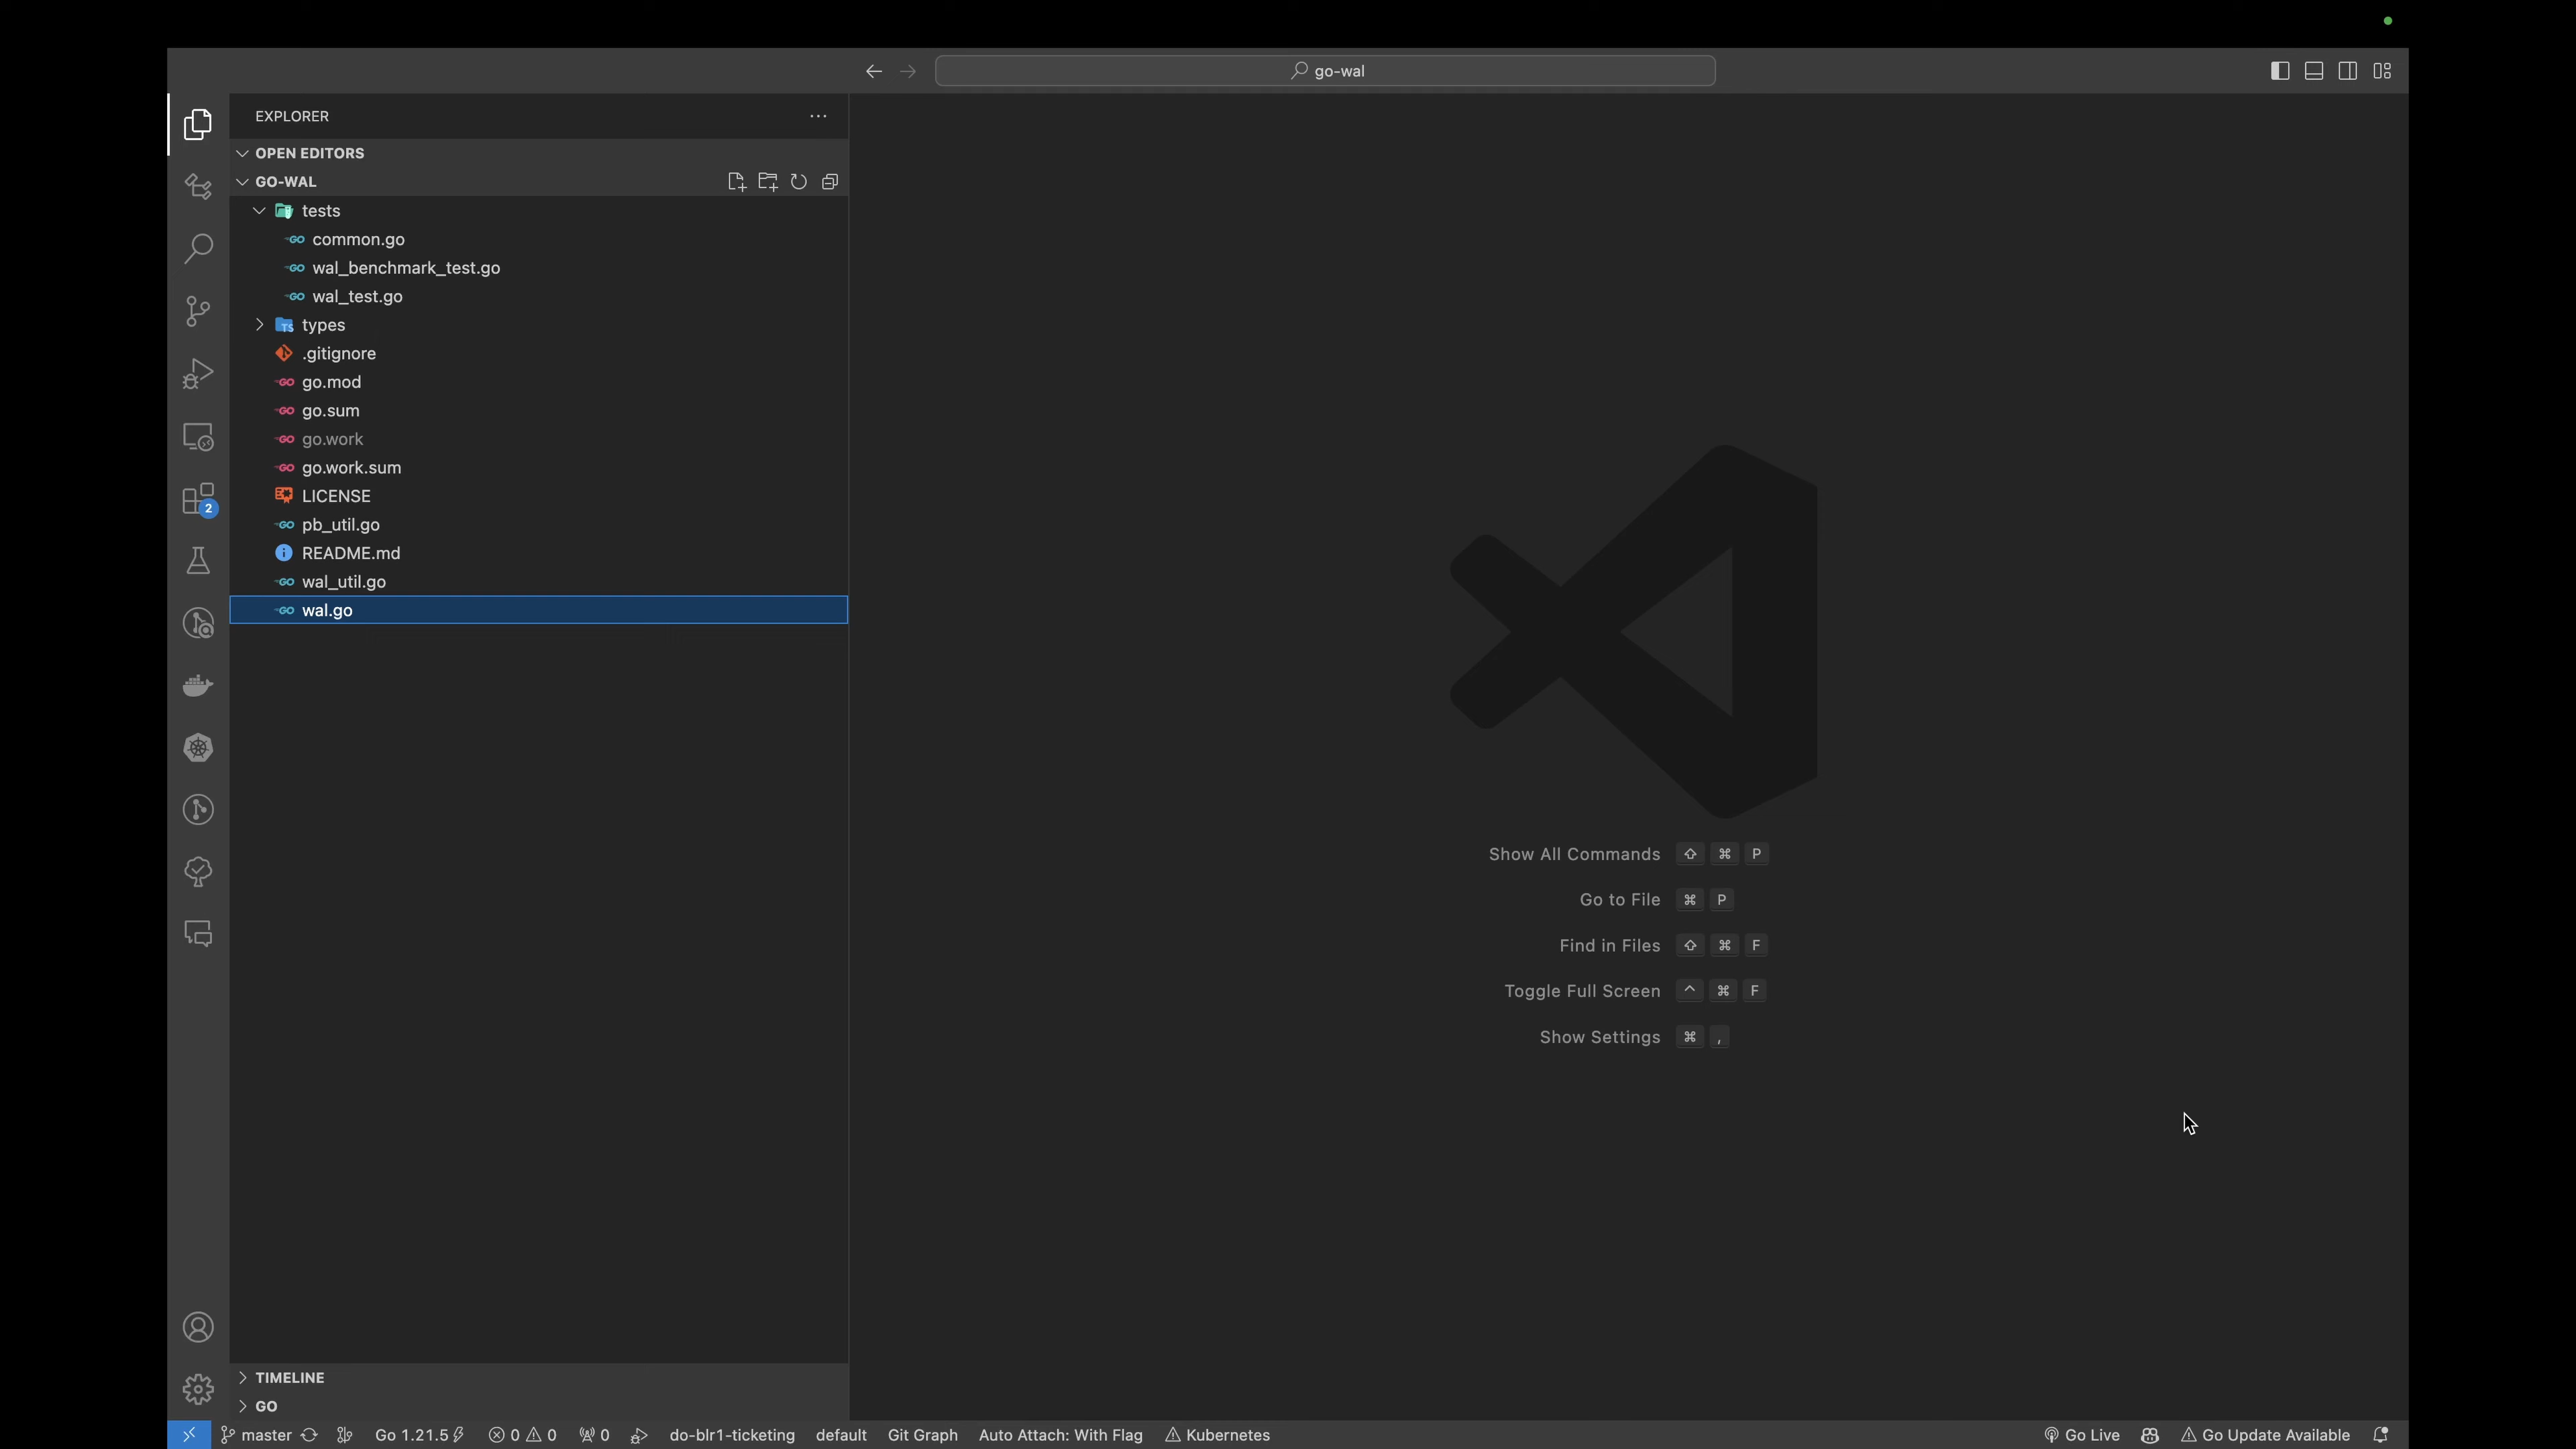 go-wal
EXPLORER
OPEN EDITORS
GO-WAL
tests
common.go
wal_benchmark_test.go
wal_test.go
types
.gitignore
go.mod
go.sum
go.work
go.work.sum
LICENSE
pb_util.go
README.md
wal_util.go
wal.go
2
Show All Commands ⇧ ⌘ P
Go to File ⌘ P
Find in Files ⇧ ⌘ F
Toggle Full Screen ⌃ ⌘ F
Show Settings ⌘ ,
TIMELINE
GO
master Go 1.21.5 0 0 0 do-blr1-ticketing default Git Graph Auto Attach: With Flag Kubernetes Go Live Go Update Available